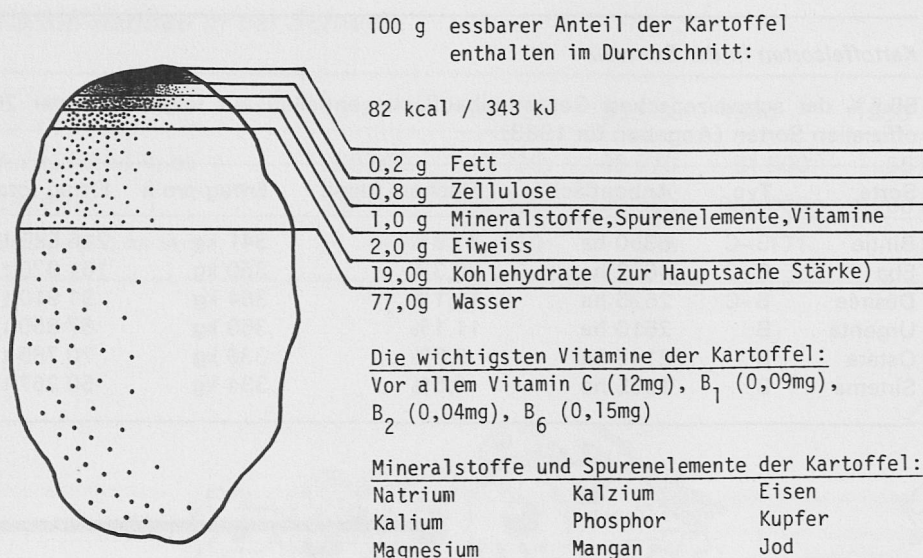 100 g essbarer Anteil der Kartoffel
enthalten im Durchschnitt:
82 kcal / 343 kJ
0,2 g Fett
0,8 g Zellulose
1,0 g Mineralstoffe,Spurenelemente,Vitamine
2,0 g Eiweiss
19,0g Kohlehydrate (zur Hauptsache Stärke)
77,0g Wasser
Die wichtigsten Vitamine der Kartoffel:
Vor allem Vitamin C (12mg), B1 (0,09mg),
B2 (0,04mg), B6 (0,15mg)
Mineralstoffe und Spurenelemente der Kartoffel:
Natrium Kalzium Eisen
Kalium Phosphor Kupfer
Magnesium Mangan Jod